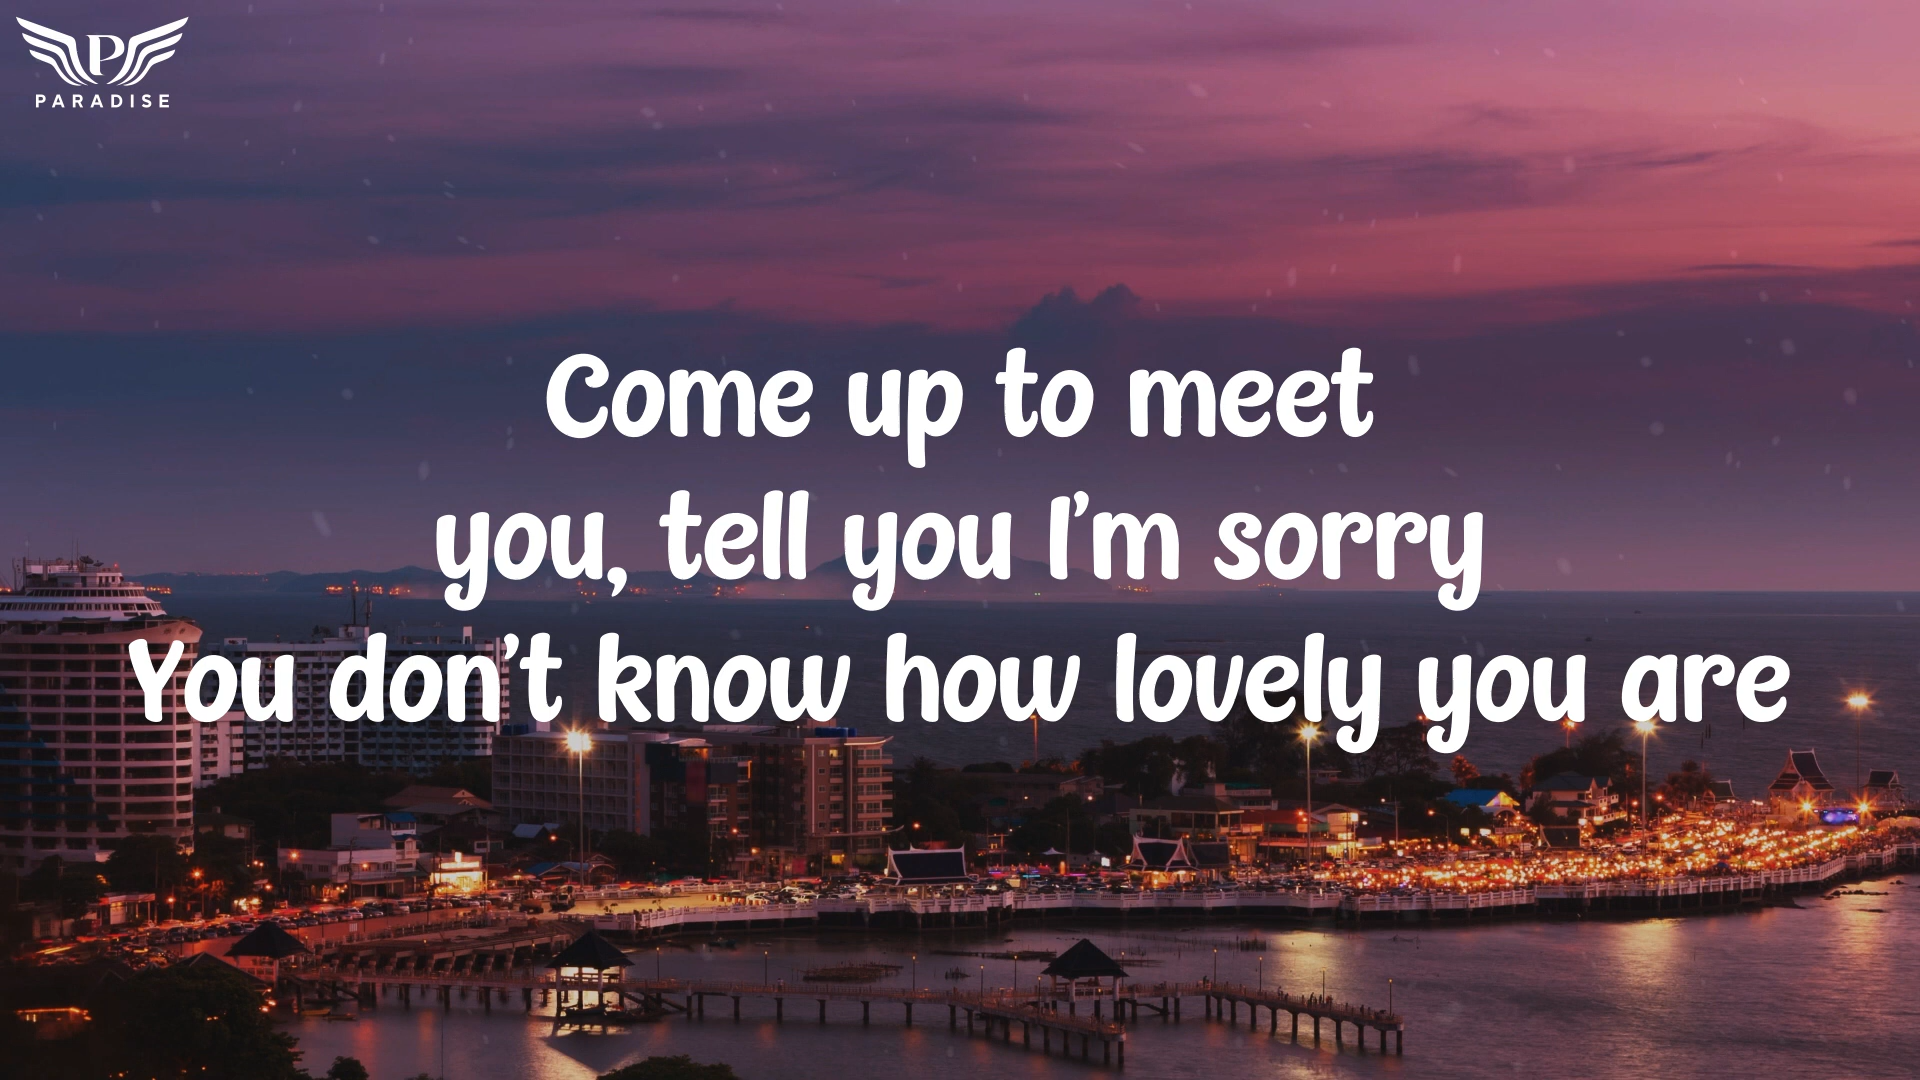 P
PARADISE
Come up to meet
you, tell you I'm sorry
You don't know how lovely you are